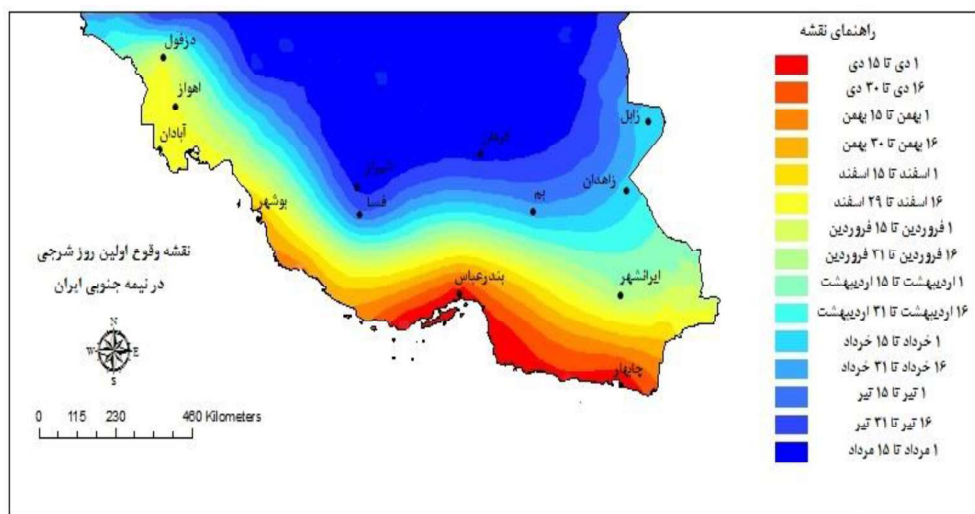 راهنمای نقشه
۱ دی تا ۱۵ دی
۱۶ دی تا ۳۰ دی
۱ بهمن تا ۱۵ بهمن
۱۶ بهمن تا ۳۰ بهمن
۱ اسفند تا ۱۵ اسفند
۱۶ اسفند تا ۲۹ اسفند
۱ فروردین تا ۱۵ فروردین
۱۶ فروردین تا ۳۱ فروردین
۱ اردیبهشت تا ۱۵ اردیبهشت
۱۶ اردیبهشت تا ۳۱ اردیبهشت
۱ خرداد تا ۱۵ خرداد
۱۶ خرداد تا ۳۱ خرداد
۱ تیر تا ۱۵ تیر
۱۶ تیر تا ۳۱ تیر
۱ مرداد تا ۱۵ مرداد
دزفول
اهواز
آبادان
بوشهر
شیراز
فسا
کرمان
بم
زابل
زاهدان
ایرانشهر
بندرعباس
چابهار
نقشه وقوع اولین روز شرجی
در نیمه جنوبی ایران
N
W E
S
0 115 230 460 Kilometers